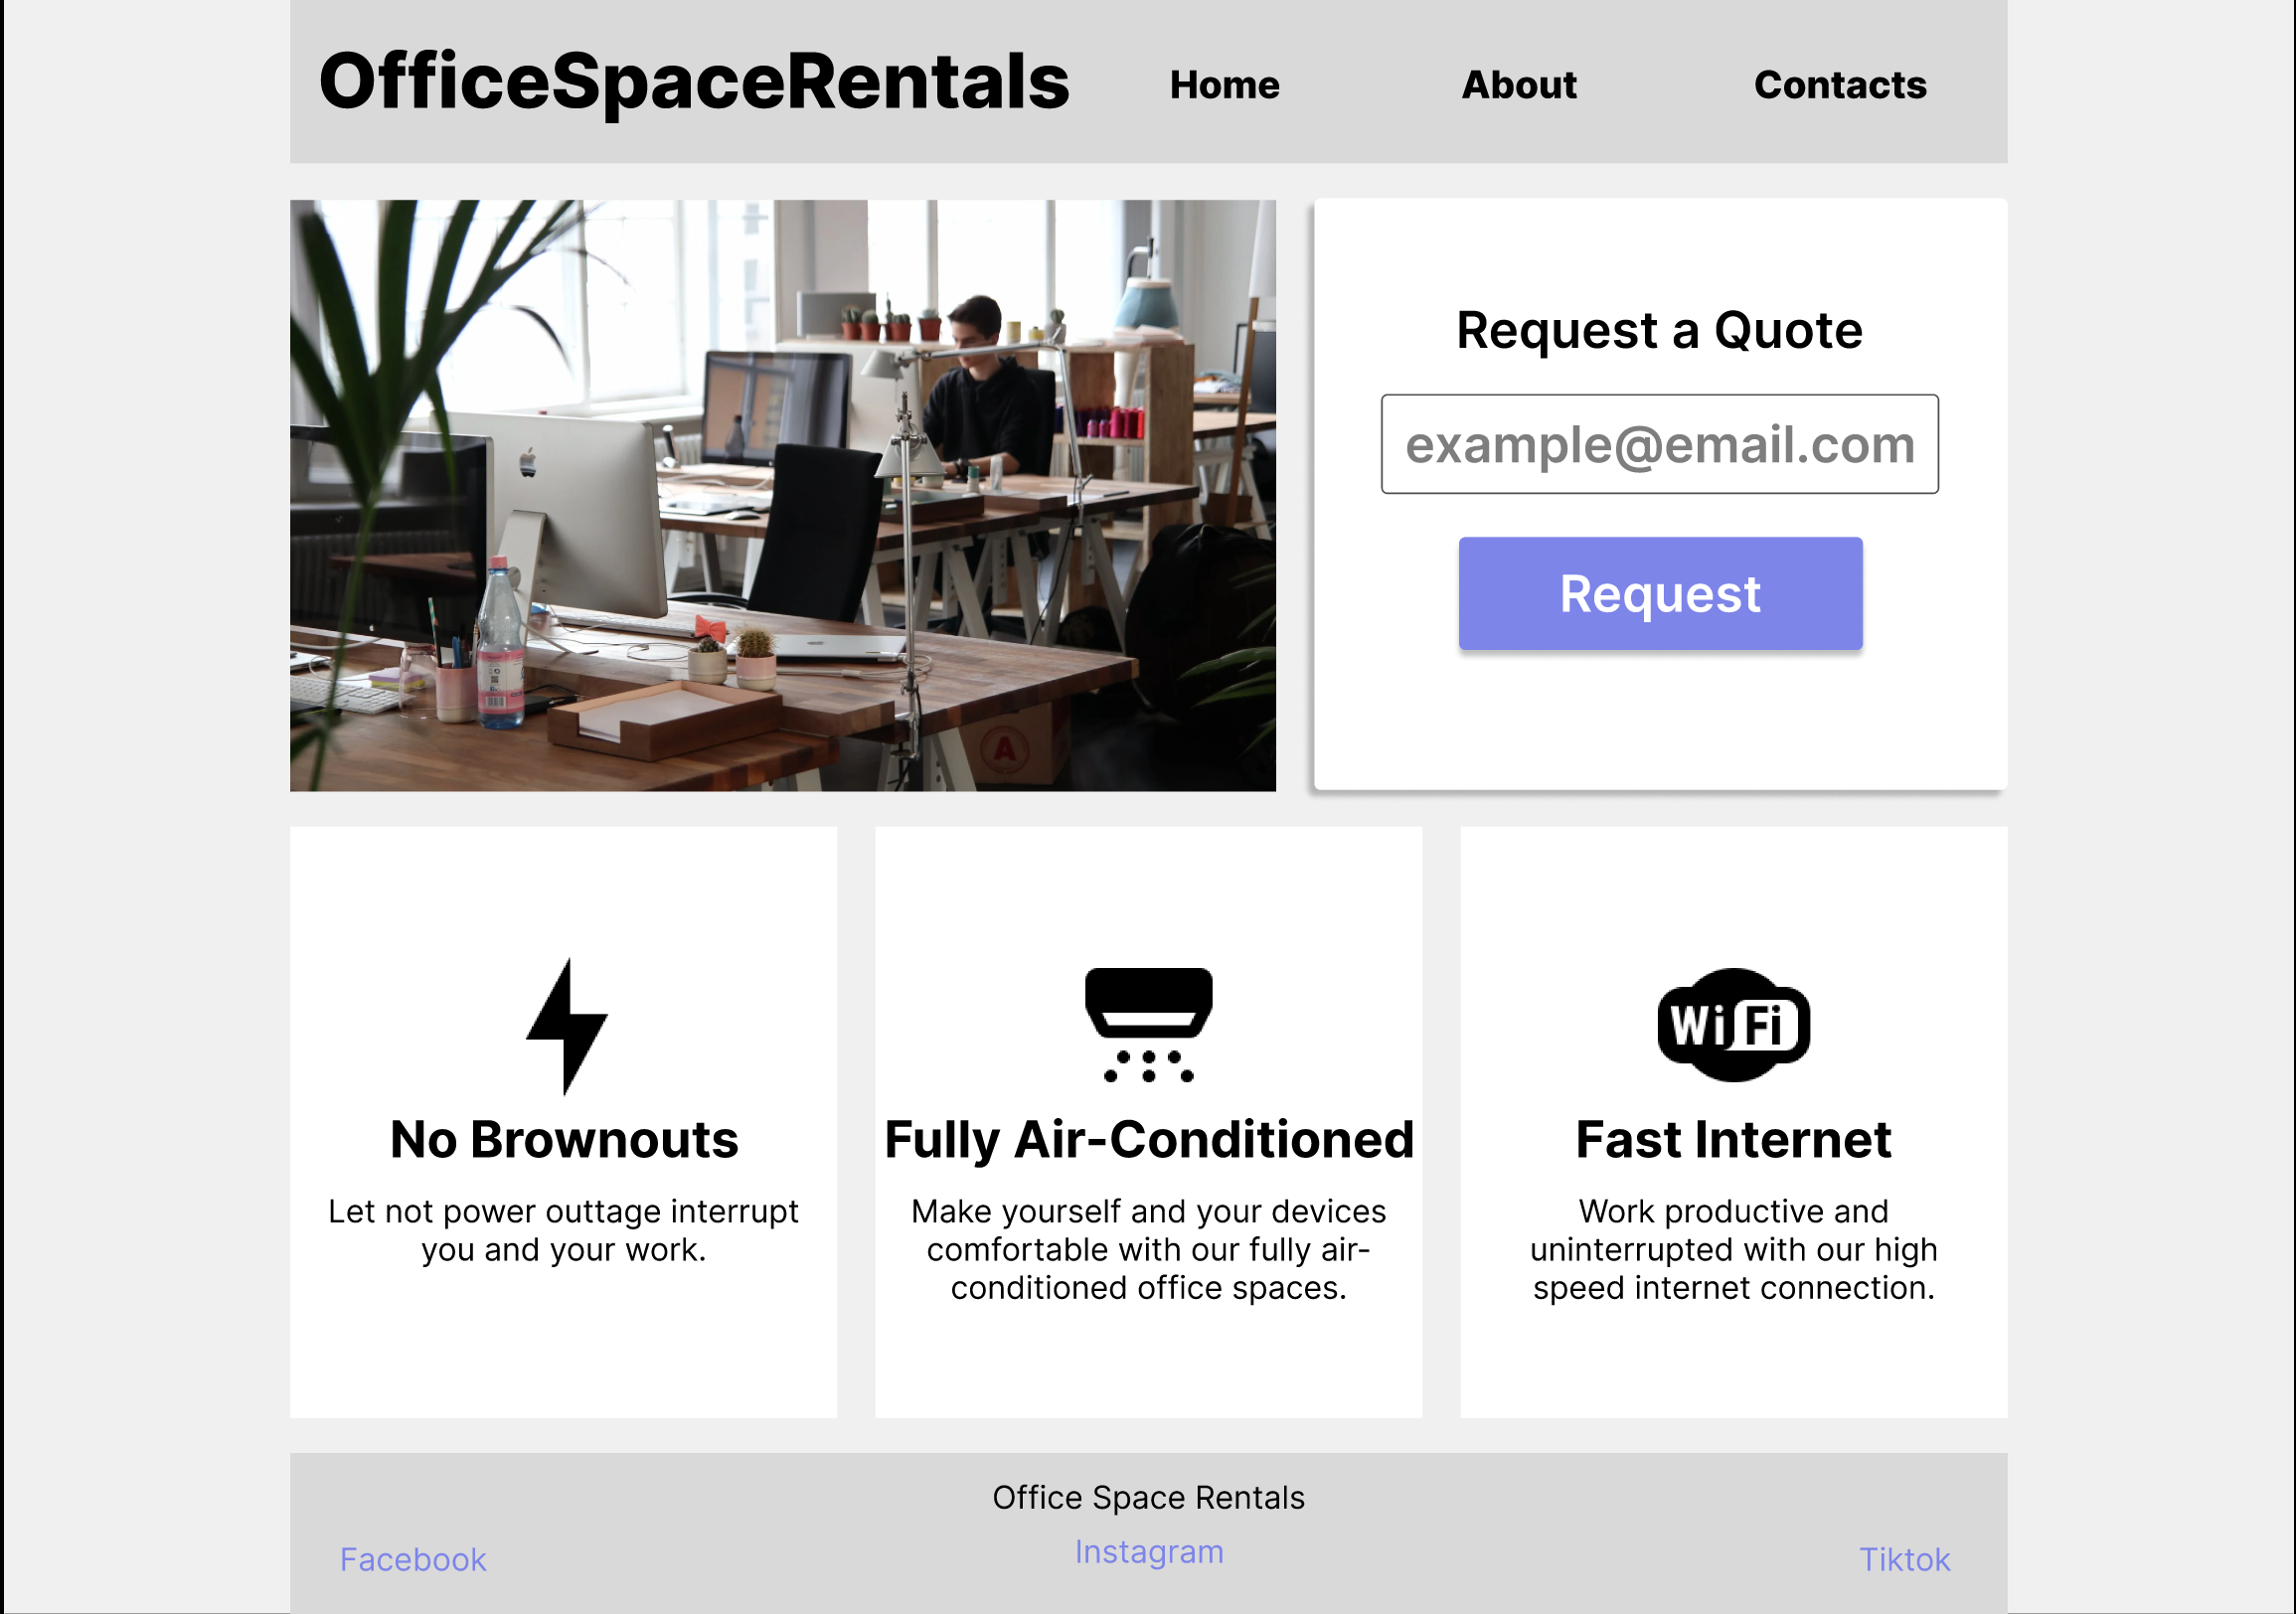 OfficeSpaceRentals
Home
About
Contacts
Request a Quote
example@email.com
Request
A
No Brownouts
Let not power outtage interrupt
you and your work.
WiFi
Fully Air-Conditioned
Make yourself and your devices
comfortable with our fully air-
conditioned office spaces.
Fast Internet
Work productive and
uninterrupted with our high
speed internet connection.
Office Space Rentals
Facebook
Instagram
Tiktok